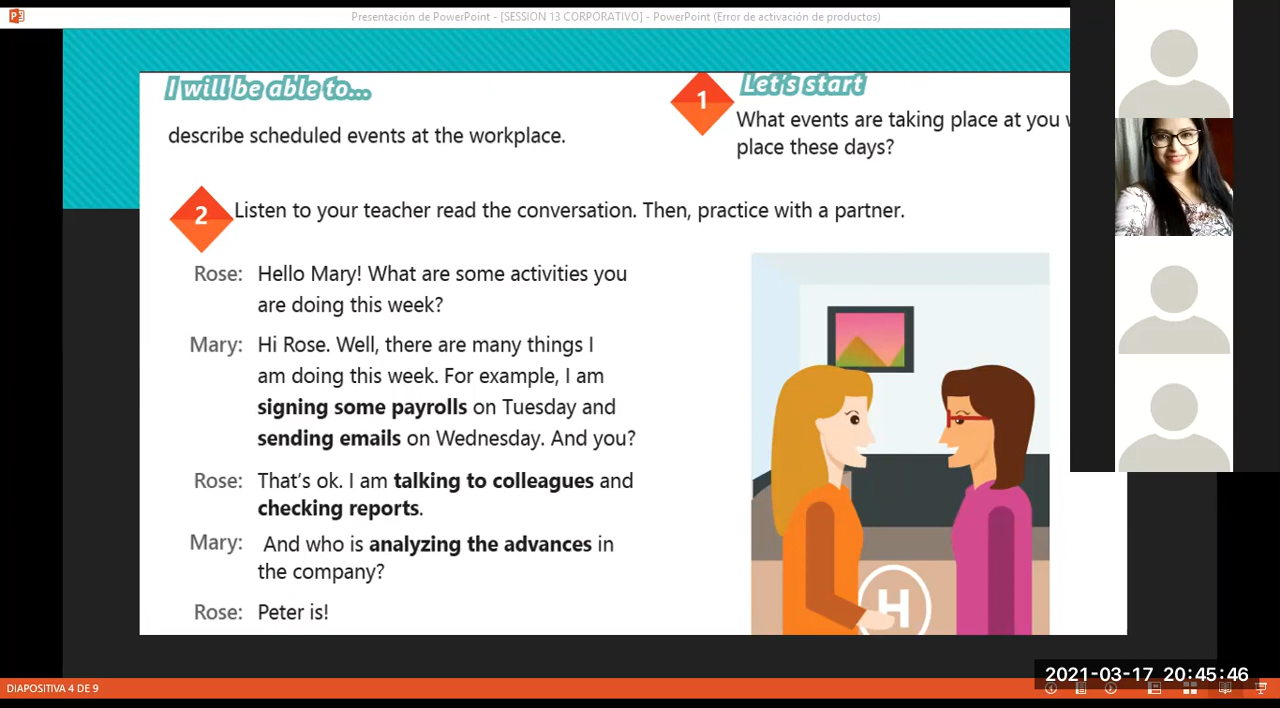 Presentación de PowerPoint - [SESSION 13 CORPORATIVO] - PowerPoint (Error de activación de productos)
I will be able to...
describe scheduled events at the workplace.
1
Let's start
What events are taking place at you
place these days?
2
Listen to your teacher read the conversation. Then, practice with a partner.
Rose: Hello Mary! What are some activities you
are doing this week?
Mary: Hi Rose. Well, there are many things I
am doing this week. For example, I am
signing some payrolls on Tuesday and
sending emails on Wednesday. And you?
Rose: That's ok. I am talking to colleagues and
checking reports.
Mary: And who is analyzing the advances in
the company?
Rose: Peter is!
H
2021-03-17 20:45:46
DIAPOSITIVA 4 DE 9